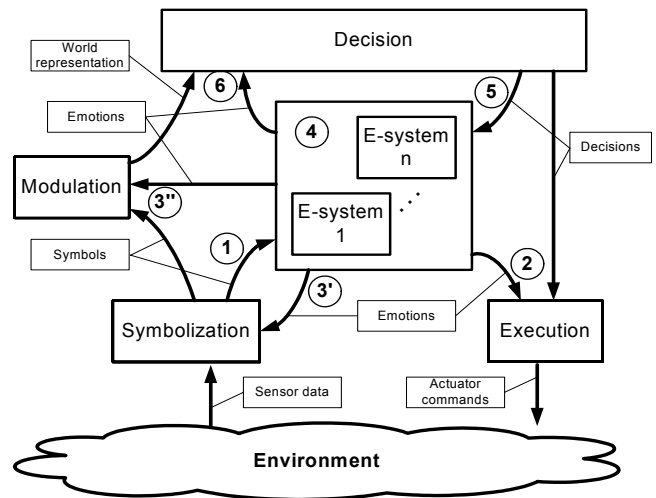 Decision
World
representation
6
5
Emotions
4
E-system
n
Decisions
Modulation
...
E-system
1
3"
Symbols
1
2
3'
Symbolization
Emotions
Execution
Sensor data
Actuator
commands
Environment